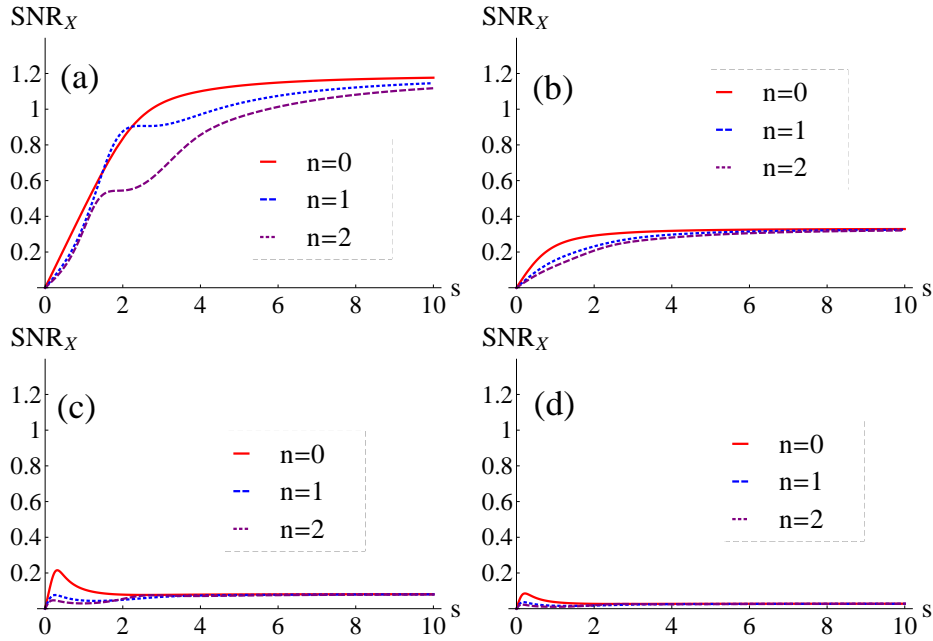 SNR_X
1.2
1
0.8
0.6
0.4
0.2
0 2 4 6 8 10 s
(a)
n=0
n=1
n=2
SNR_X
1.2
1
0.8
0.6
0.4
0.2
0 2 4 6 8 10 s
(b)
n=0
n=1
n=2
SNR_X
1.2
1
0.8
0.6
0.4
0.2
0 2 4 6 8 10 s
(c)
n=0
n=1
n=2
SNR_X
1.2
1
0.8
0.6
0.4
0.2
0 2 4 6 8 10 s
(d)
n=0
n=1
n=2